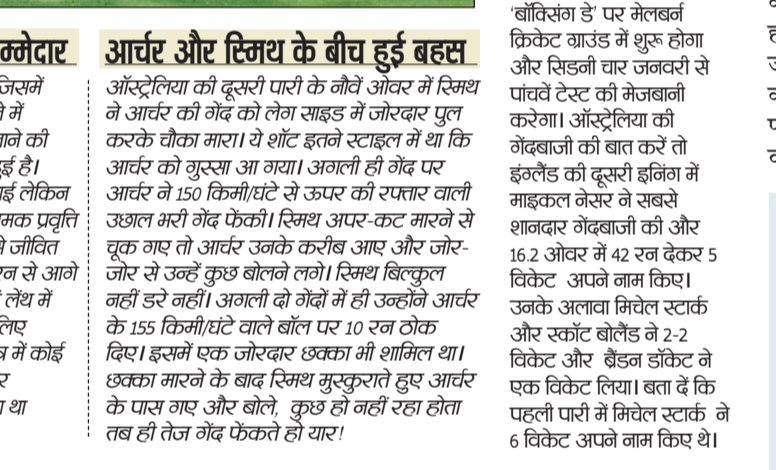 म्मेदार
जिसमें
में
ाने की
ुई है।
ई लेकिन
मक प्रवृत्ति
जीवित
न से आगे
लेंथ में
लिए
में कोई
र
था
आर्चर और स्मिथ के बीच हुई बहस
ऑस्ट्रेलिया की दूसरी पारी के नौवें ओवर में स्मिथ
ने आर्चर की गेंद को लेग साइड में जोरदार पुल
करके चौका मारा। ये शॉट इतने स्टाइल में था कि
आर्चर को गुस्सा आ गया। अगली ही गेंद पर
आर्चर ने 150 किमी/घंटे से ऊपर की रफ्तार वाली
उछाल भरी गेंद फेंकी। स्मिथ अपर-कट मारने से
चूक गए तो आर्चर उनके करीब आए और जोर-
जोर से उन्हें कुछ बोलने लगे। स्मिथ बिल्कुल
नहीं डरे नहीं। अगली दो गेंदों में ही उन्होंने आर्चर
के 155 किमी/घंटे वाले बॉल पर 10 रन ठोक
दिए। इसमें एक जोरदार छक्का भी शामिल था।
छक्का मारने के बाद स्मिथ मुस्कुराते हुए आर्चर
के पास गए और बोले, कुछ हो नहीं रहा होता
तब ही तेज गेंद फेंकते हो यार!
'बॉक्सिंग डे' पर मेलबर्न
क्रिकेट ग्राउंड में शुरू होगा
और सिडनी चार जनवरी से
पांचवें टेस्ट की मेजबानी
करेगा। ऑस्ट्रेलिया की
गेंदबाजी की बात करें तो
इंग्लैंड की दूसरी इनिंग में
माइकल नेसर ने सबसे
शानदार गेंदबाजी की और
16.2 ओवर में 42 रन देकर 5
विकेट अपने नाम किए।
उनके अलावा मिचेल स्टार्क
और स्कॉट बोलैंड ने 2-2
विकेट और ब्रैंडन डॉकेट ने
एक विकेट लिया। बता दें कि
पहली पारी में मिचेल स्टार्क ने
6 विकेट अपने नाम किए थे।